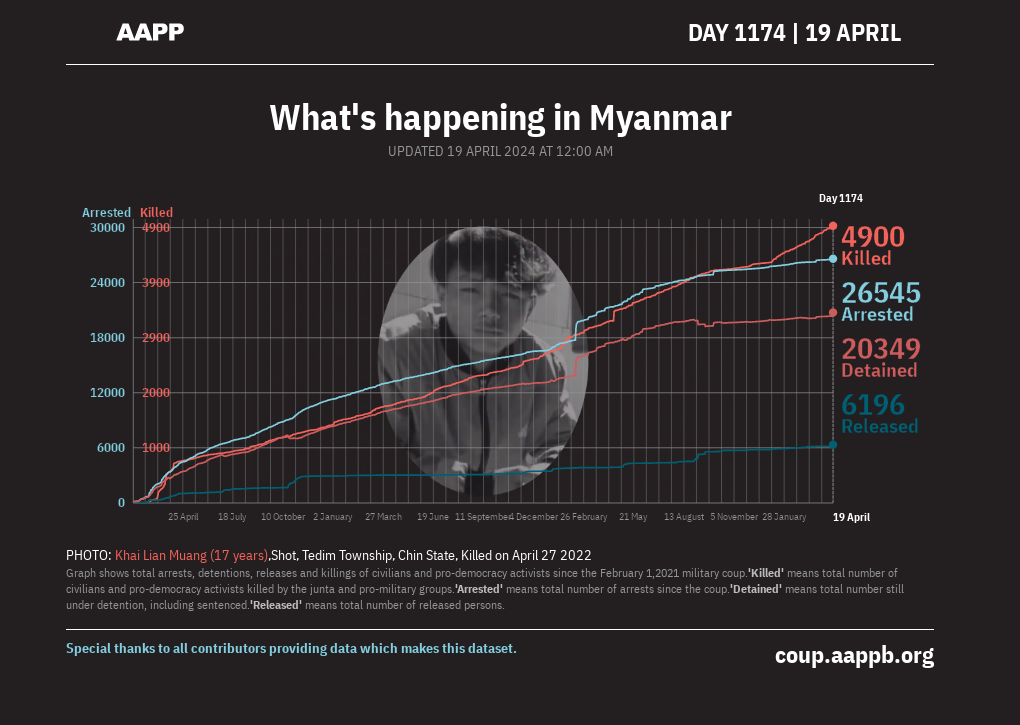 AAPP
DAY 1174 | 19 APRIL
What's happening in Myanmar
UPDATED 19 APRIL 2024 AT 12:00 AM
Day 1174
Arrested Killed
30000 4900
24000 3900
18000 2900
12000 2000
6000 1000
0
4900
Killed
26545
Arrested
20349
Detained
6196
Released
25 April 18 July 10 October 2 January 27 March 19 June 11 September 4 December 26 February 21 May 13 August 5 November 28 January 19 April
PHOTO: Khai Lian Muang (17 years),Shot, Tedim Township, Chin State, Killed on April 27 2022
Graph shows total arrests, detentions, releases and killings of civilians and pro-democracy activists since the February 1,2021 military coup.'Killed' means total number of
civilians and pro-democracy activists killed by the junta and pro-military groups.'Arrested' means total number of arrests since the coup.'Detained' means total number still
under detention, including sentenced.'Released' means total number of released persons.
Special thanks to all contributors providing data which makes this dataset.
coup.aappb.org